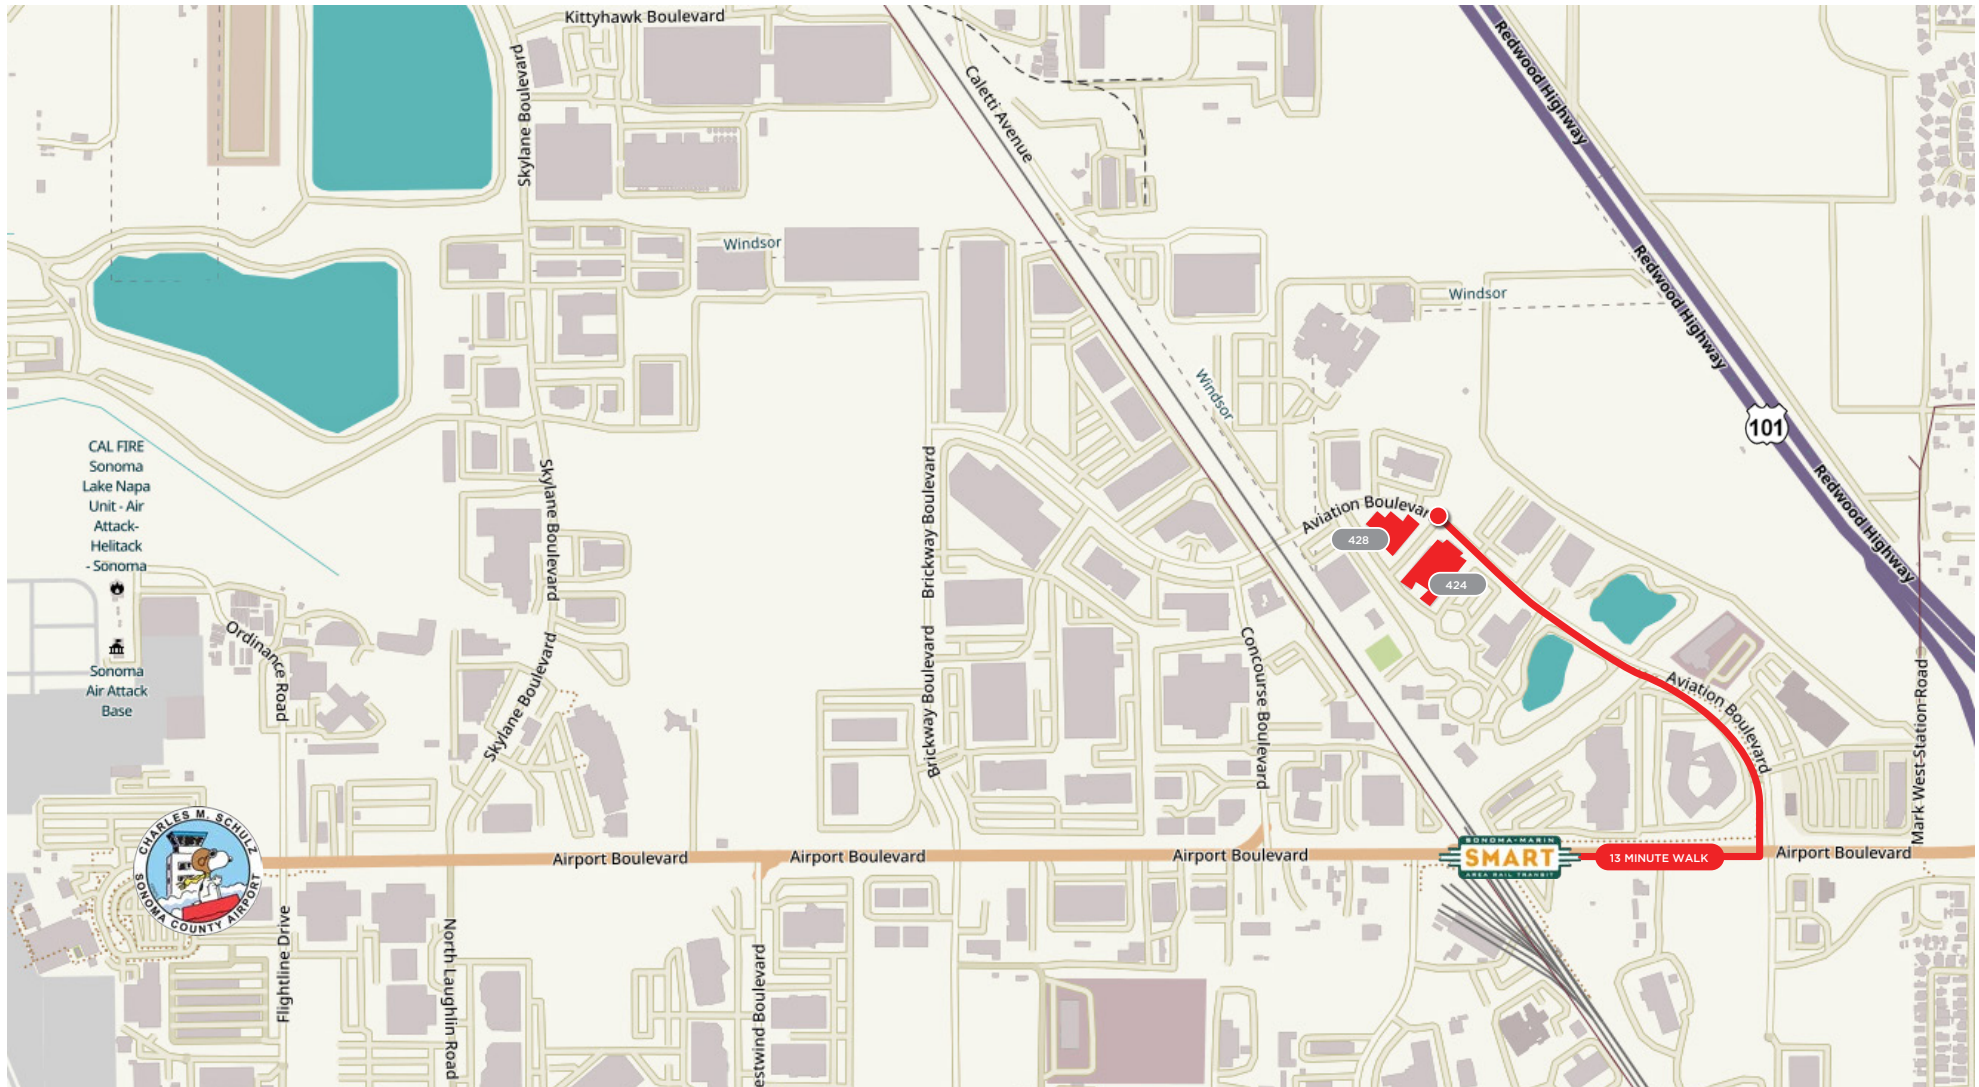 Kittyhawk Boulevard
Skylane Boulevard
Caletti Avenue
Redwood Highway
Windsor
Redwood Highway
Windsor
Windsor
101
CAL FIRE
Sonoma
Lake Napa
Unit - Air
Attack-
Helitack
- Sonoma
Skylane Boulevard
Brickway Boulevard
Redwood Highway
Aviation Boulevar
428
424
Ordinance Road
Sonoma
Air Attack
Base
Skylane Boulevard
Brickway Boulevard
Concourse Boulevard
Aviation Boulevard
Mark West Station Road
CHARLES M. SCHULZ
SONOMA COUNTY AIRPORT
Airport Boulevard
Airport Boulevard
Airport Boulevard
SONOMA-MARIN
SMART
AREA RAIL TRANSIT
13 MINUTE WALK
Airport Boulevard
Flightline Drive
North Laughlin Road
estwind Boulevard